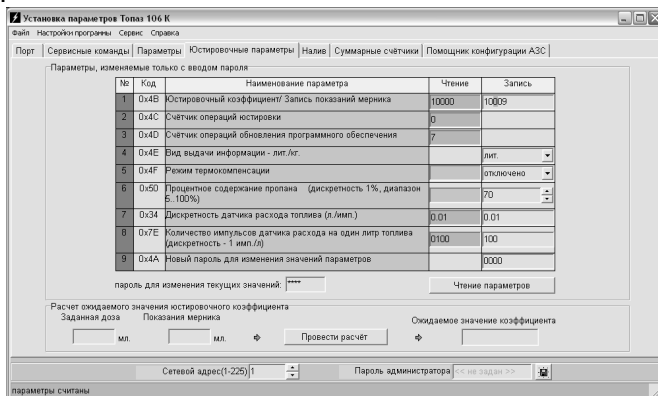 Установка параметров Топаз 106 К
Файл Настройки программы Сервис Справка
Порт Сервисные команды Параметры Юстировочные параметры Налив Суммарные счётчики Помощник конфигурации АЗС
Параметры, изменяемые только с вводом пароля
№ Код Наименование параметра Чтение Запись
1 0x4B Юстировочный коэффициент/ Запись показаний мерника 10000 10009
2 0x4C Счётчик операций юстировки 0
3 0x4D Счётчик операций обновления программного обеспечения 7
4 0x4E Вид выдачи информации - лит./кг. лит.
5 0x4F Режим термокомпенсации отключено
6 0x50 Процентное содержание пропана (дискретность 1%, диапазон 70
5..100%)
7 0x34 Дискретность датчика расхода топлива (л./имп.) 0.01 0.01
8 0x7E Количество импульсов датчика расхода на один литр топлива 0100 100
(дискретность - 1 имп./л)
9 0x4A Новый пароль для изменения значений параметров 0000
пароль для изменения текущих значений: **** Чтение параметров
Расчет ожидаемого значения юстировочного коэффициента
Заданная доза Показания мерника Ожидаемое значение коэффициента
мл. мл. Провести расчёт
Сетевой адрес(1-225) 1 Пароль администратора << не задан >>
параметры считаны